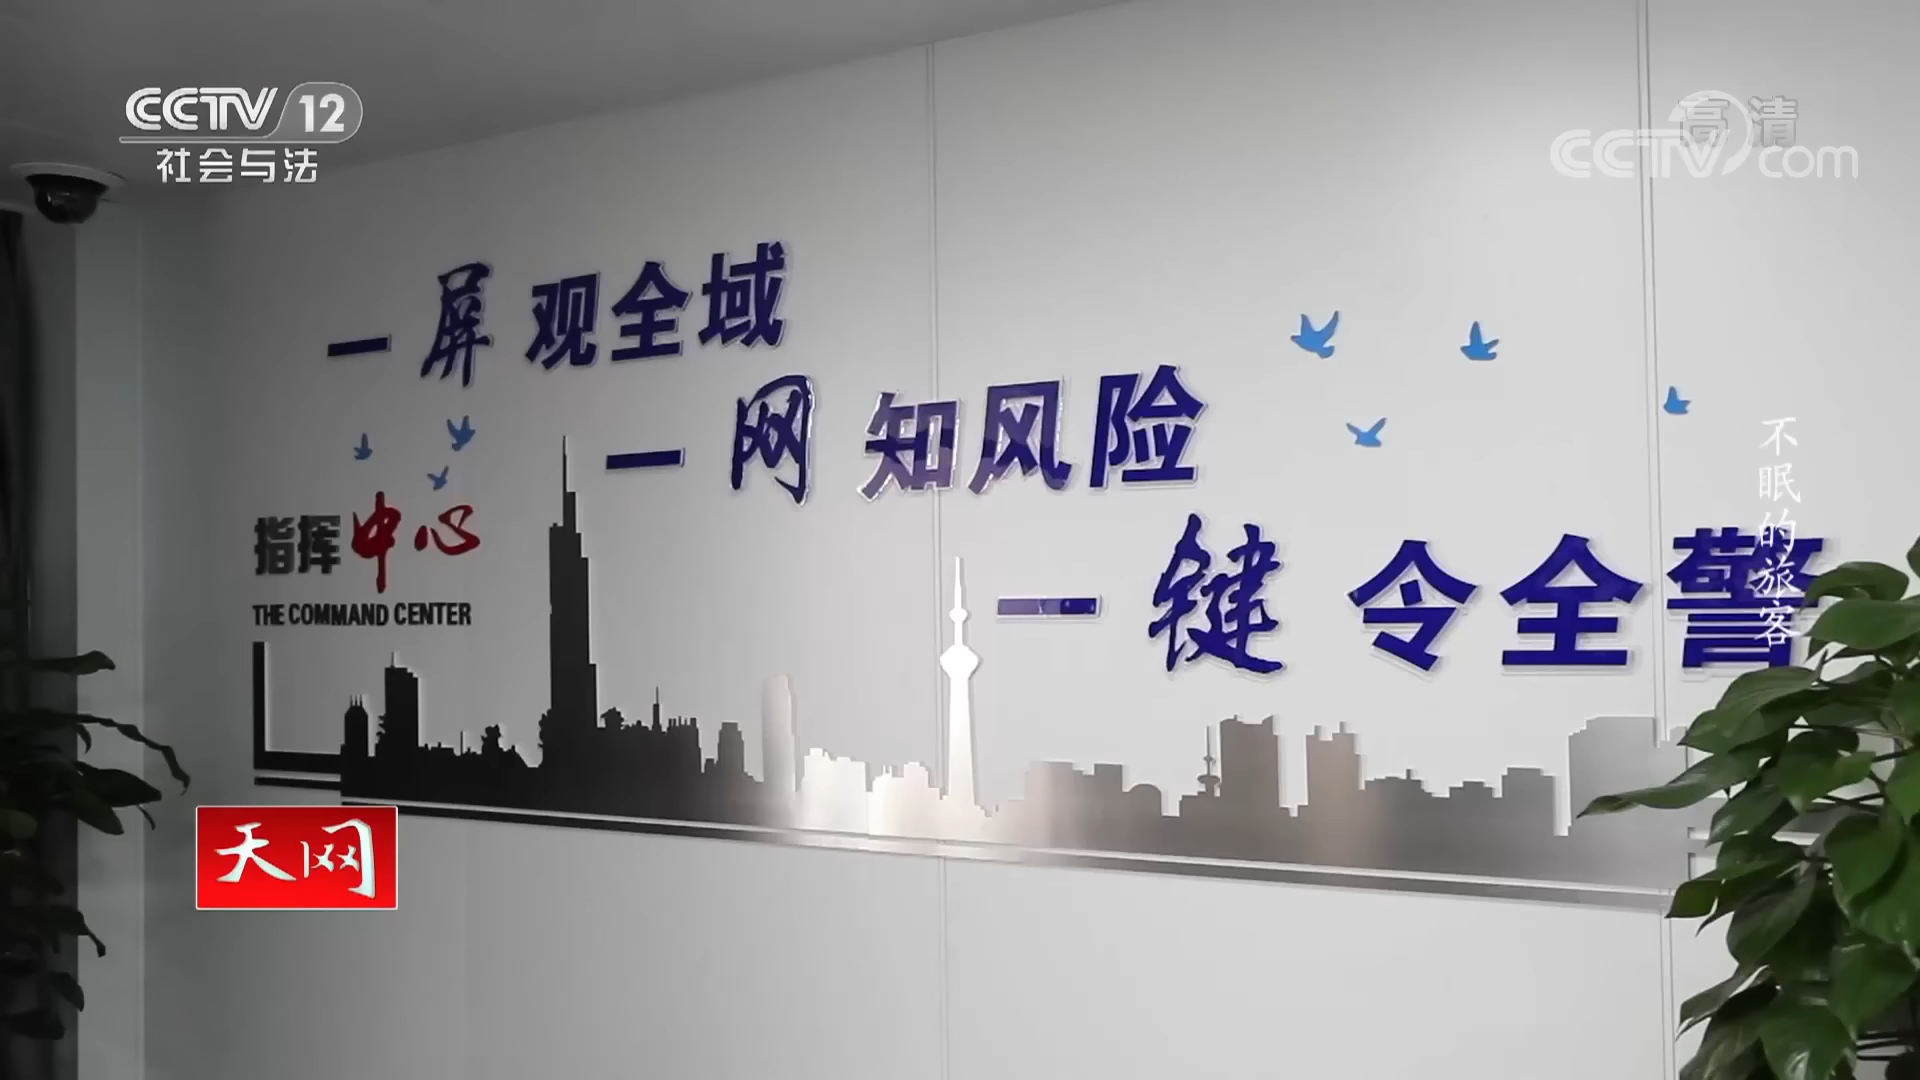 CCTV 12
社会与法
高清
CCTV com
一屏观全域
一网知风险
一键令全警
指挥中心
THE COMMAND CENTER
不眠的旅客
天网